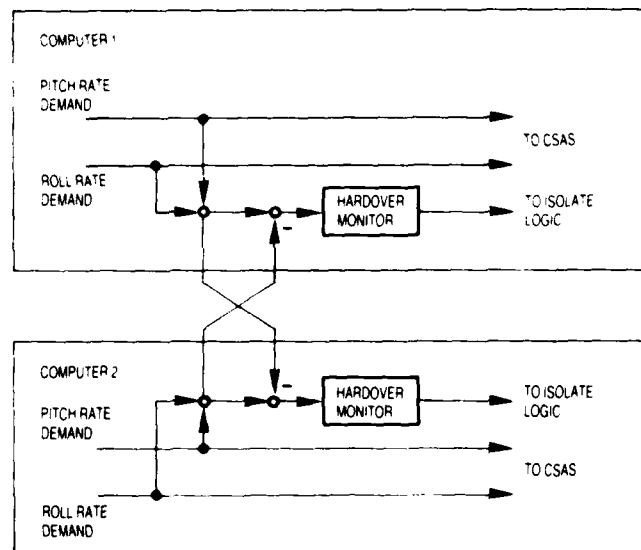 COMPUTER 1
PITCH RATE
DEMAND
TO CSAS
ROLL RATE
DEMAND
HARDOVER
MONITOR
TO ISOLATE
LOGIC
–
COMPUTER 2
–
HARDOVER
MONITOR
TO ISOLATE
LOGIC
PITCH RATE
DEMAND
TO CSAS
ROLL RATE
DEMAND